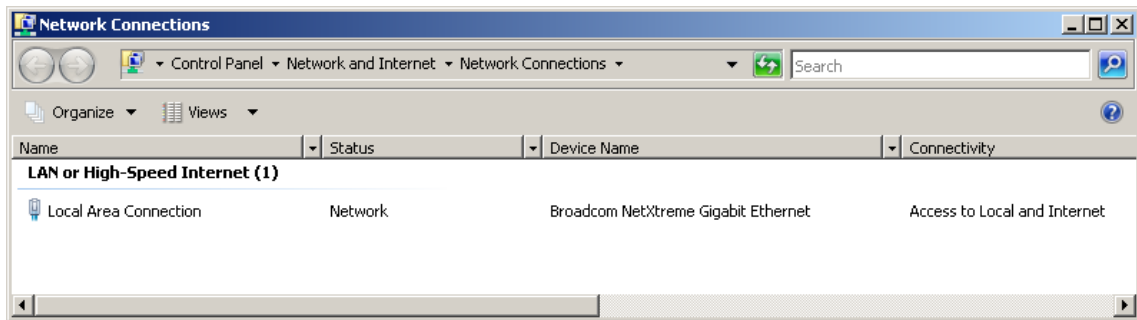 Network Connections
Control Panel Network and Internet Network Connections Search
Organize Views
Name Status Device Name Connectivity
LAN or High-Speed Internet (1)
Local Area Connection Network Broadcom NetXtreme Gigabit Ethernet Access to Local and Internet